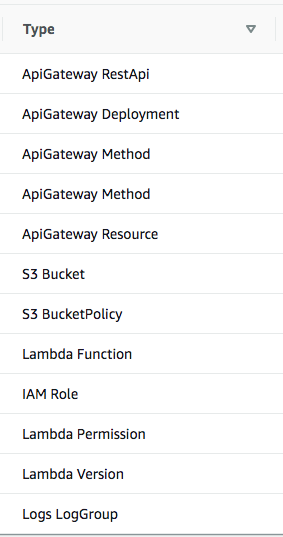 Type
ApiGateway RestApi
ApiGateway Deployment
ApiGateway Method
ApiGateway Method
ApiGateway Resource
S3 Bucket
S3 BucketPolicy
Lambda Function
IAM Role
Lambda Permission
Lambda Version
Logs LogGroup